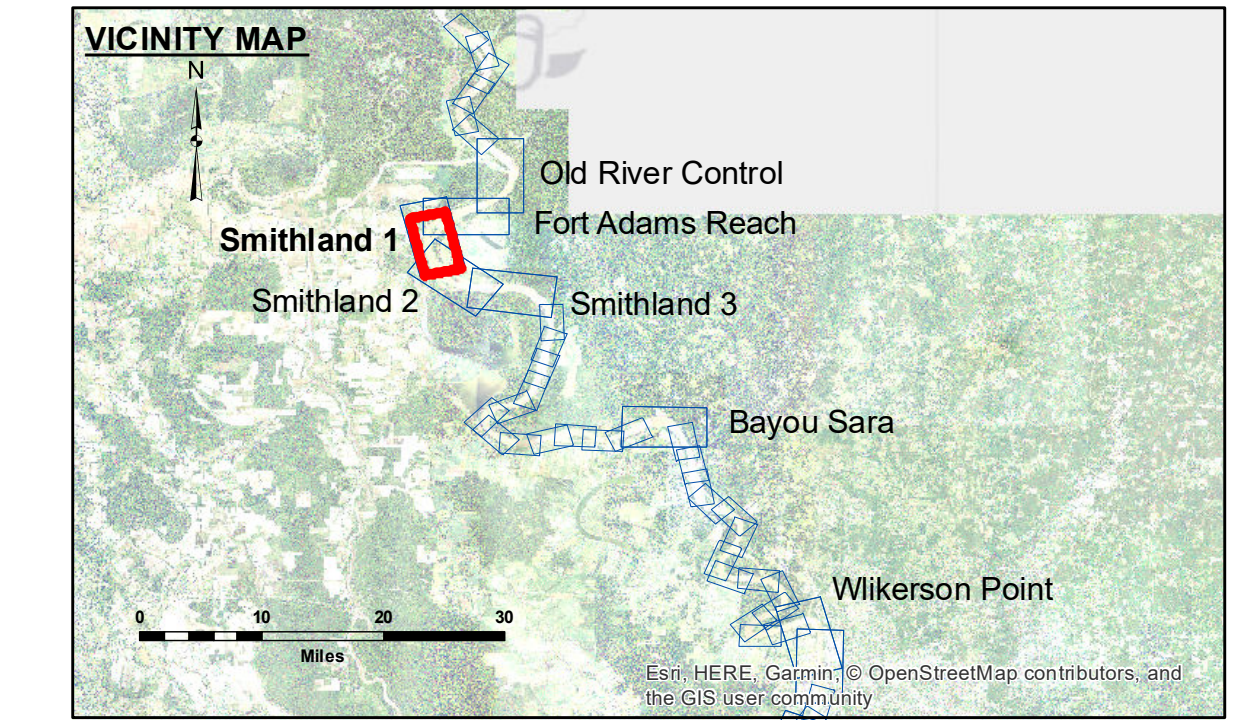 VICINITY MAP
N
Old River Control
Fort Adams Reach
Smithland 1
Smithland 2
Smithland 3
Bayou Sara
Wlikerson Point
0 10 20 30
Miles
Esri, HERE, Garmin, © OpenStreetMap contributors, and
the GIS user community